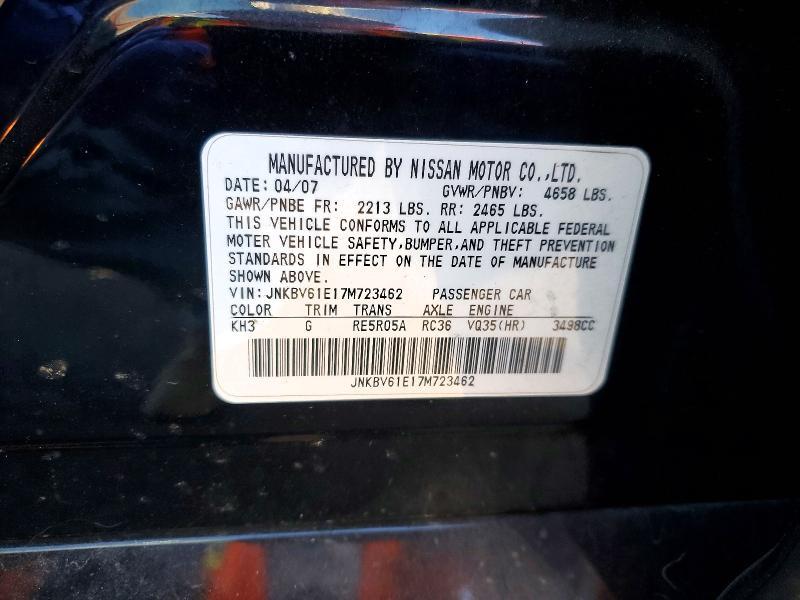 MANUFACTURED BY NISSAN MOTOR CO.,LTD.
DATE: 04/07 GVWR/PNBV: 4658 LBS.
GAWR/PNBE FR: 2213 LBS. RR: 2465 LBS.
THIS VEHICLE CONFORMS TO ALL APPLICABLE FEDERAL
MOTER VEHICLE SAFETY,BUMPER,AND THEFT PREVENTION
STANDARDS IN EFFECT ON THE DATE OF MANUFACTURE
SHOWN ABOVE.
VIN: JNKBV61E17M723462 PASSENGER CAR
COLOR TRIM TRANS AXLE ENGINE
KH3 G RE5R05A RC36 VQ35(HR) 3498CC
JNKBV61E17M723462